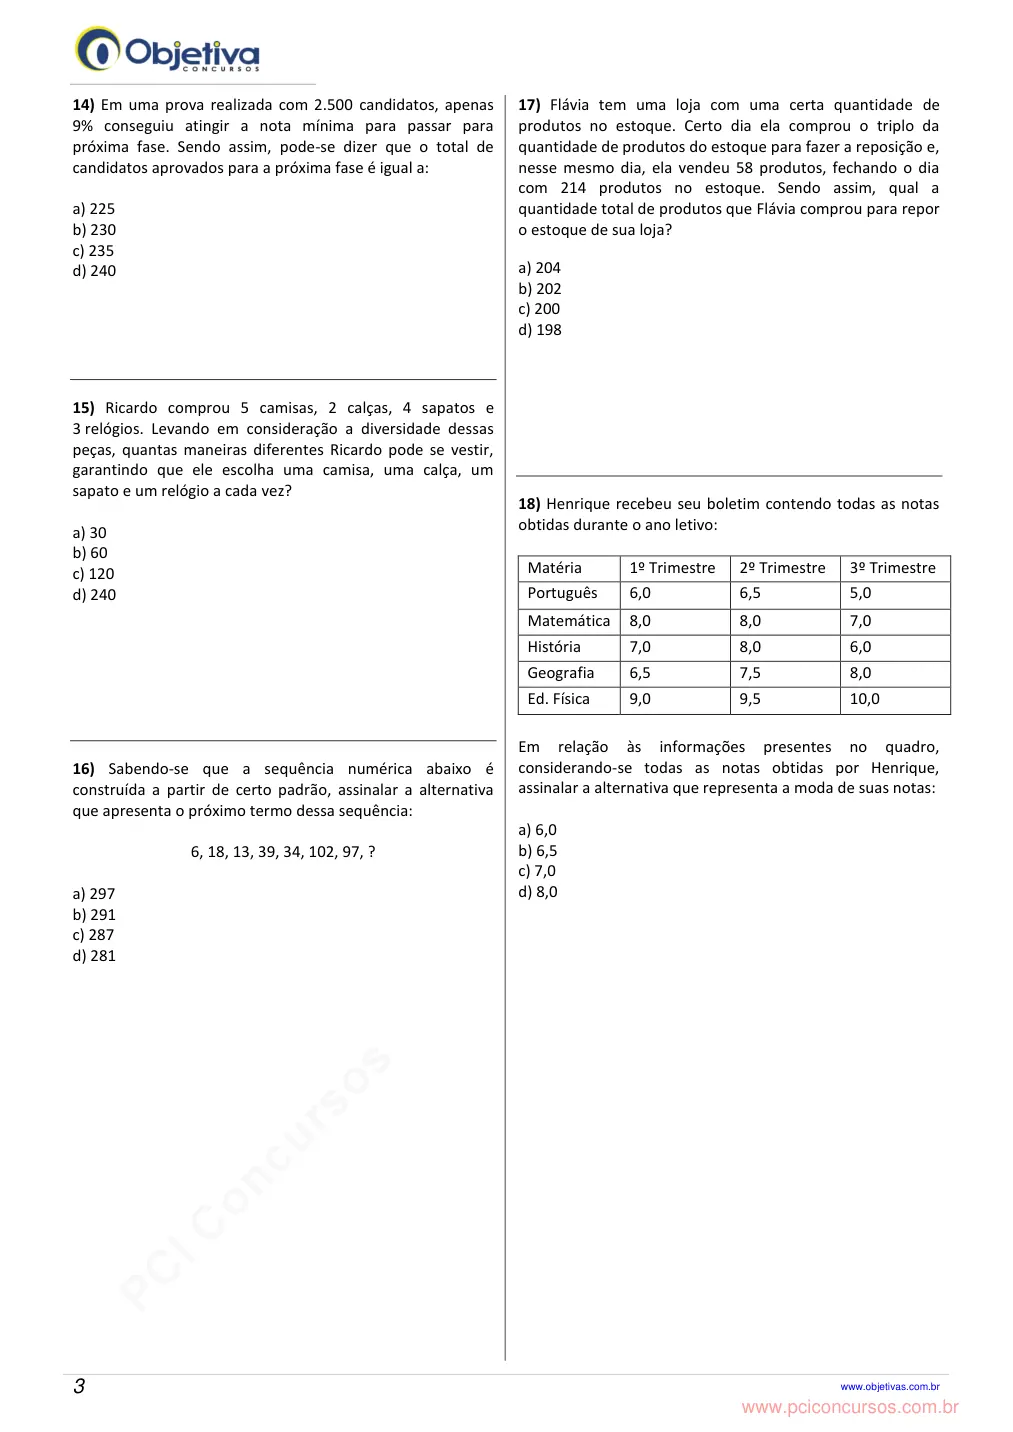 Objetiva
CONCURSOS
14) Em uma prova realizada com 2.500 candidatos, apenas
9% conseguiu atingir a nota mínima para passar para
próxima fase. Sendo assim, pode-se dizer que o total de
candidatos aprovados para a próxima fase é igual a:
a) 225
b) 230
c) 235
d) 240
15) Ricardo comprou 5 camisas, 2 calças, 4 sapatos e
3 relógios. Levando em consideração a diversidade dessas
peças, quantas maneiras diferentes Ricardo pode se vestir,
garantindo que ele escolha uma camisa, uma calça, um
sapato e um relógio a cada vez?
a) 30
b) 60
c) 120
d) 240
16) Sabendo-se que a sequência numérica abaixo é
construída a partir de certo padrão, assinalar a alternativa
que apresenta o próximo termo dessa sequência:
6, 18, 13, 39, 34, 102, 97, ?
a) 297
b) 291
c) 287
d) 281
17) Flávia tem uma loja com uma certa quantidade de
produtos no estoque. Certo dia ela comprou o triplo da
quantidade de produtos do estoque para fazer a reposição e,
nesse mesmo dia, ela vendeu 58 produtos, fechando o dia
com 214 produtos no estoque. Sendo assim, qual a
quantidade total de produtos que Flávia comprou para repor
o estoque de sua loja?
a) 204
b) 202
c) 200
d) 198
18) Henrique recebeu seu boletim contendo todas as notas
obtidas durante o ano letivo:
Matéria 1º Trimestre 2º Trimestre 3º Trimestre
Português 6,0 6,5 5,0
Matemática 8,0 8,0 7,0
História 7,0 8,0 6,0
Geografia 6,5 7,5 8,0
Ed. Física 9,0 9,5 10,0
Em relação às informações presentes no quadro,
considerando-se todas as notas obtidas por Henrique,
assinalar a alternativa que representa a moda de suas notas:
a) 6,0
b) 6,5
c) 7,0
d) 8,0
PCI Concursos
3
www.objetivas.com.br
www.pciconcursos.com.br